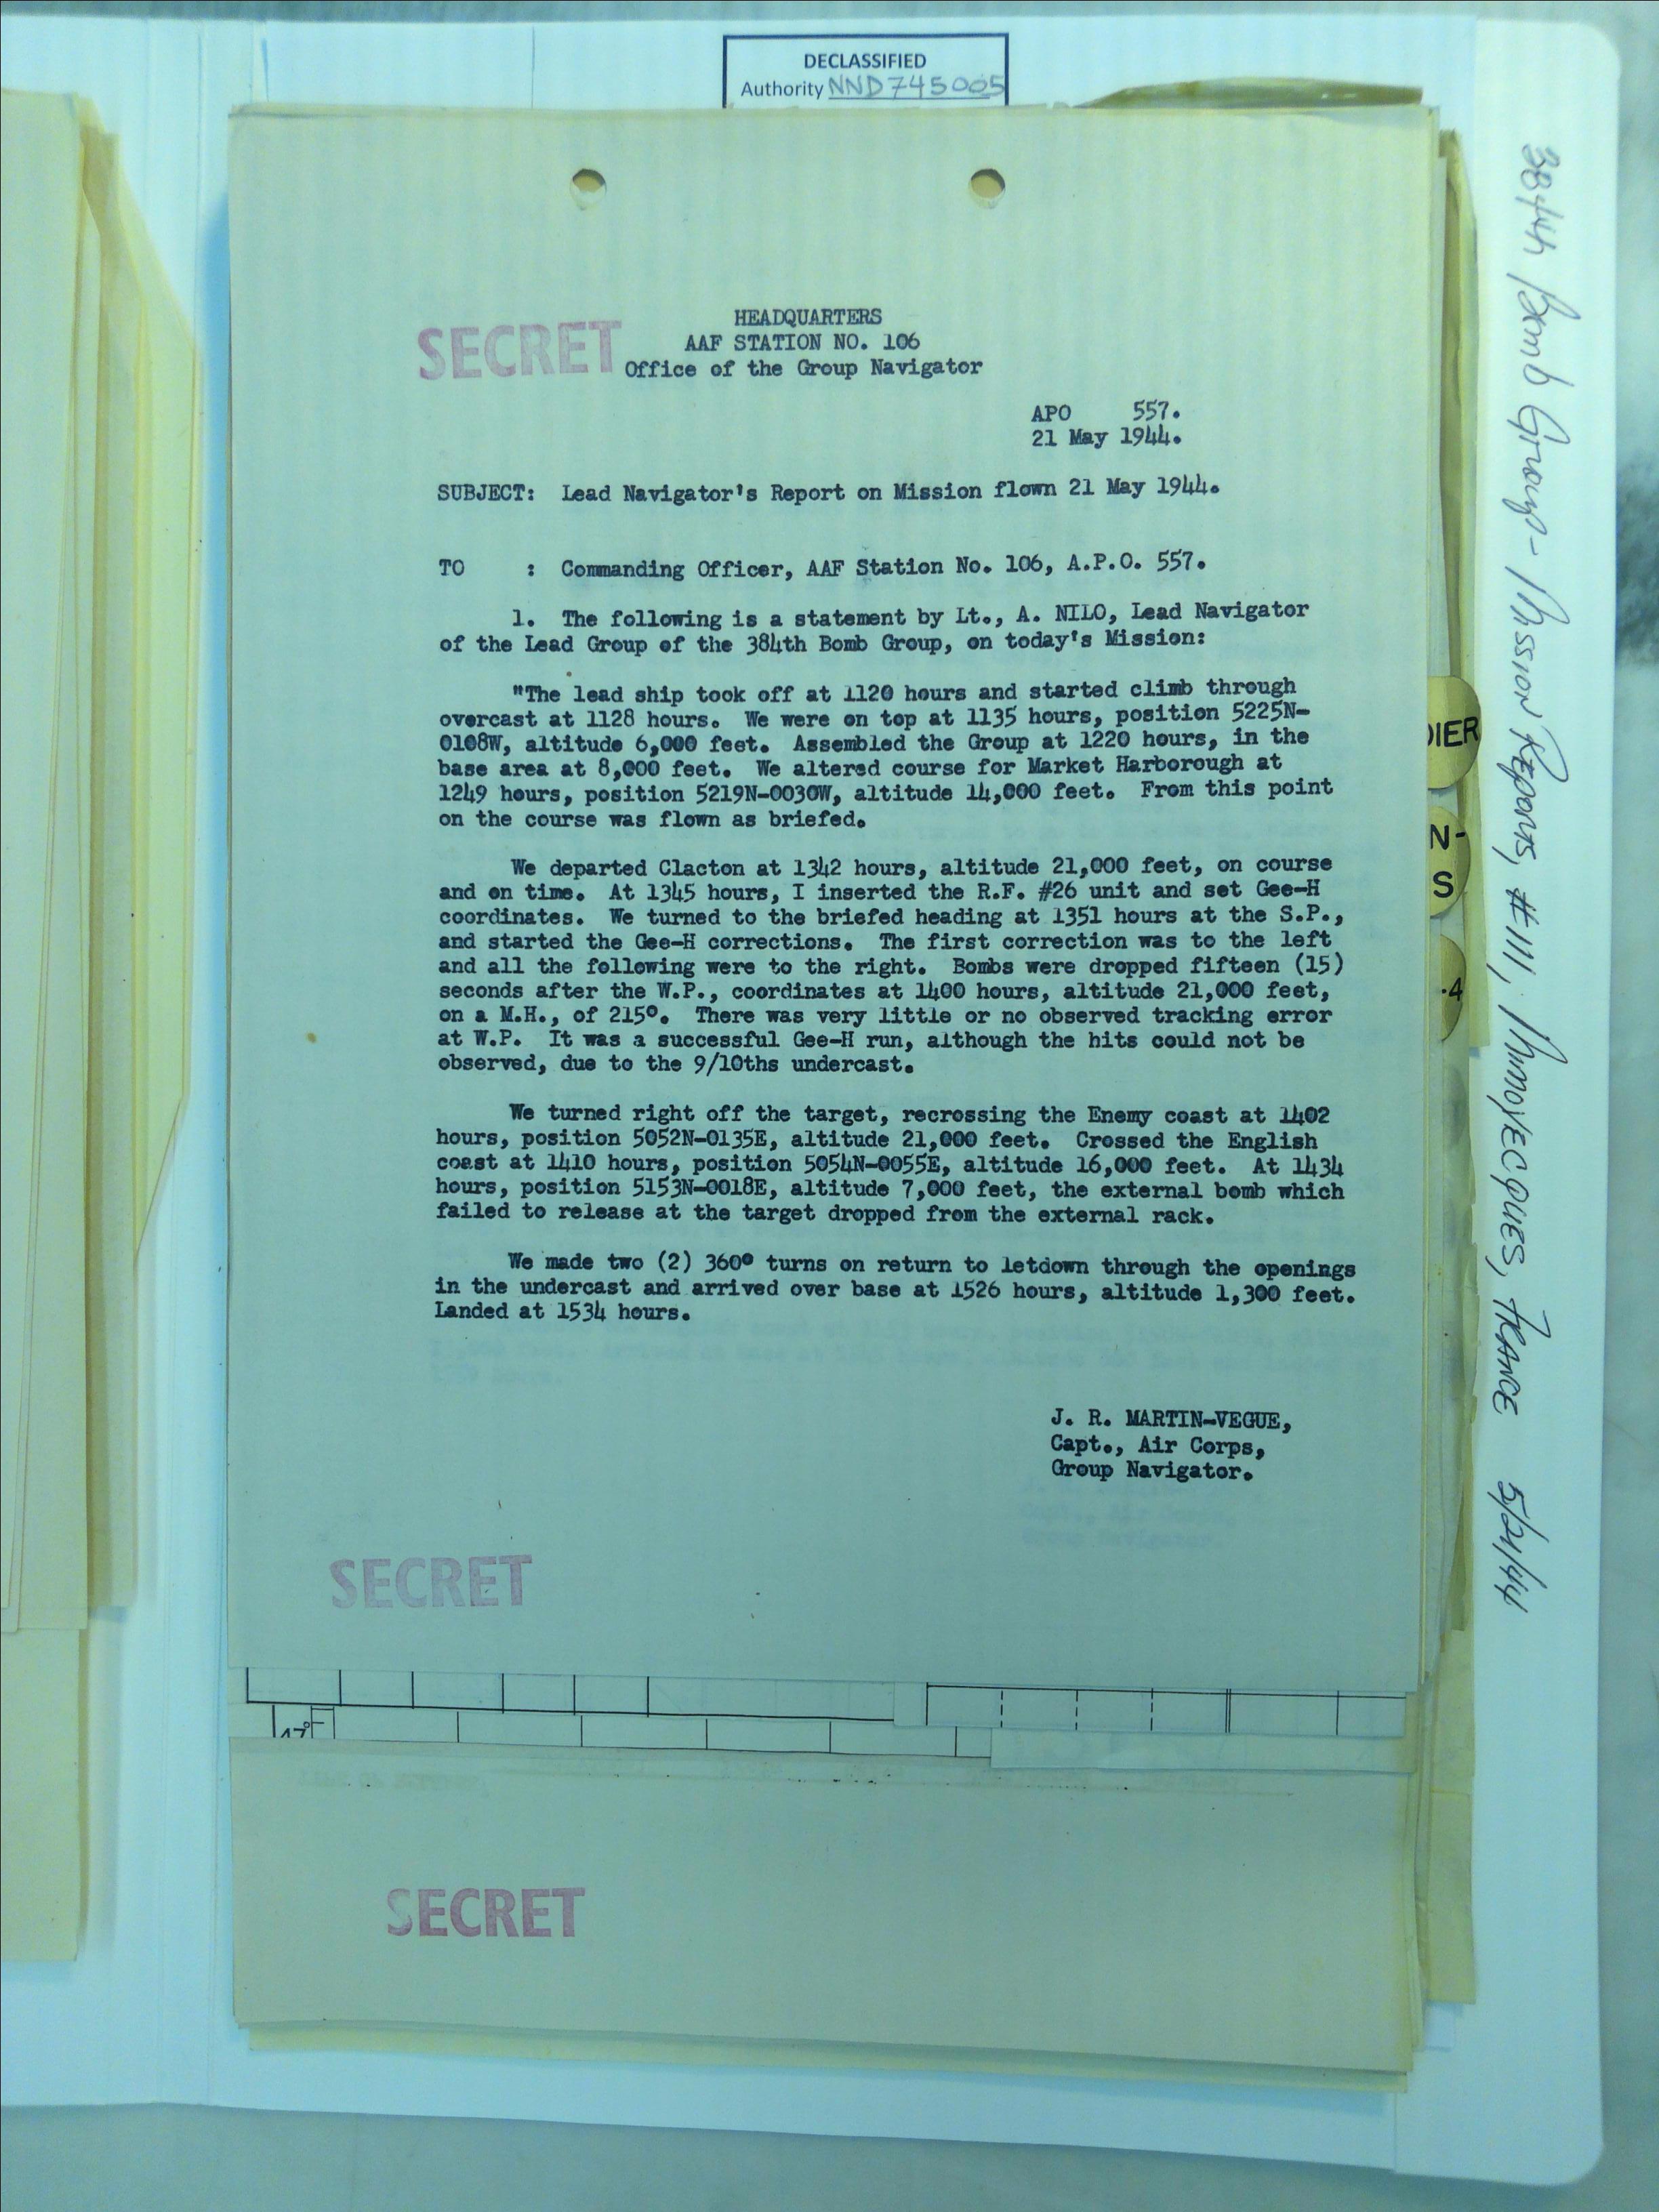 DECLASSIFIED
Authority NND745005
HEADQUARTERS
SECRET
AAF STATION NO. 106
Office of the Group Navigator
APO 557.
21 May 1944.
SUBJECT: Lead Navigator's Report on Mission flown 21 May 1944.
TO : Commanding Officer, AAF Station No. 106, A.P.O. 557.
1. The following is a statement by Lt., A. NILO, Lead Navigator
of the Lead Group of the 384th Bomb Group, on today's Mission:
"The lead ship took off at 1120 hours and started climb through
overcast at 1128 hours. We were on top at 1135 hours, position 5225N-
0108W, altitude 6,000 feet. Assembled the Group at 1220 hours, in the
base area at 8,000 feet. We altered course for Market Harborough at
1249 hours, position 5219N-0030W, altitude 14,000 feet. From this point
on the course was flown as briefed.
We departed Clacton at 1342 hours, altitude 21,000 feet, on course
and on time. At 1345 hours, I inserted the R.F. #26 unit and set Gee-H
coordinates. We turned to the briefed heading at 1351 hours at the S.P.,
and started the Gee-H corrections. The first correction was to the left
and all the following were to the right. Bombs were dropped fifteen (15)
seconds after the W.P., coordinates at 1400 hours, altitude 21,000 feet,
on a M.H., of 215°. There was very little or no observed tracking error
at W.P. It was a successful Gee-H run, although the hits could not be
observed, due to the 9/10ths undercast.
We turned right off the target, recrossing the Enemy coast at 1402
hours, position 5052N-0135E, altitude 21,000 feet. Crossed the English
coast at 1410 hours, position 5054N-0055E, altitude 16,000 feet. At 1434
hours, position 5153N-0018E, altitude 7,000 feet, the external bomb which
failed to release at the target dropped from the external rack.
We made two (2) 360° turns on return to letdown through the openings
in the undercast and arrived over base at 1526 hours, altitude 1,300 feet.
Landed at 1534 hours.
J. R. MARTIN-VEGUE,
Capt., Air Corps,
Group Navigator.
SECRET
47°
SECRET
DIER
N-
S
-4
384th Bomb Group - Mission Reports, #111, MimoyECQUES, FRANCE 5/21/44